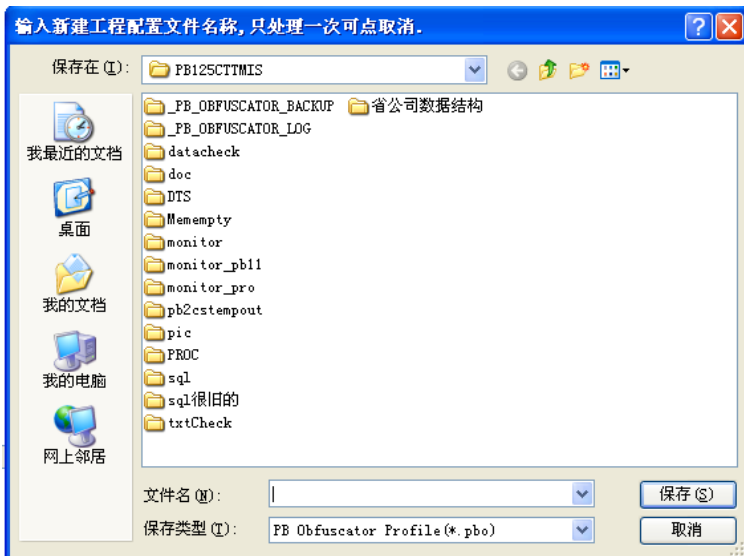 输入新建工程配置文件名称,只处理一次可点取消.
保存在(I): PB125CTTMIS
_PB_OBFUSCATOR_BACKUP 省公司数据结构
_PB_OBFUSCATOR_LOG
datacheck
doc
DTS
Memempty
monitor
monitor_pb11
monitor_pro
pb2cstempout
pic
PROC
sql
sql很旧的
txtCheck
我最近的文档
桌面
我的文档
我的电脑
网上邻居
文件名(N): 保存(S)
保存类型(T): PB Obfuscator Profile(*.pbo) 取消